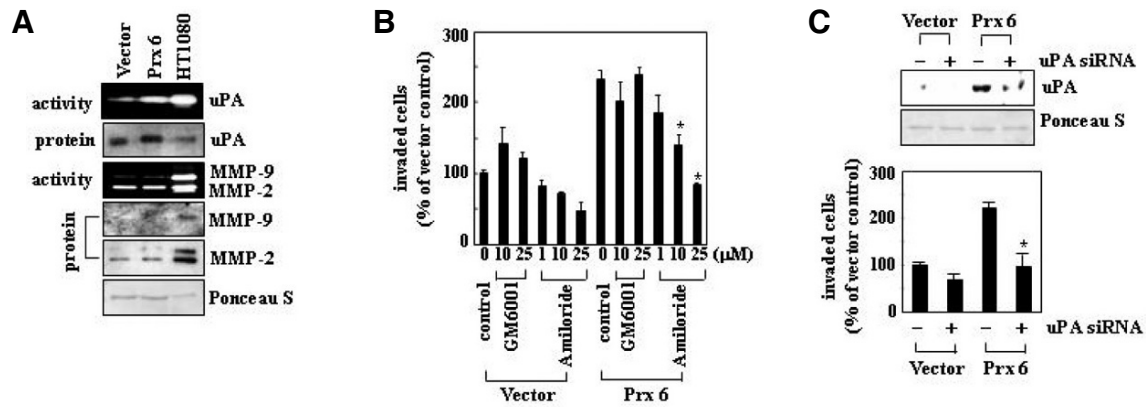 A
Vector
Prx 6
HT1080
activity
uPA
protein
uPA
activity
MMP-9
MMP-2
protein
MMP-9
MMP-2
Ponceau S
B
invaded cells
(% of vector control)
300
200
100
0
*
*
0 10 25 1 10 25 0 10 25 1 10 25 (μM)
control
GM6001
Amiloride
control
GM6001
Amiloride
Vector
Prx 6
C
Vector Prx 6
− + − + uPA siRNA
uPA
Ponceau S
invaded cells
(% of vector control)
300
200
100
0
*
− + − + uPA siRNA
Vector Prx 6